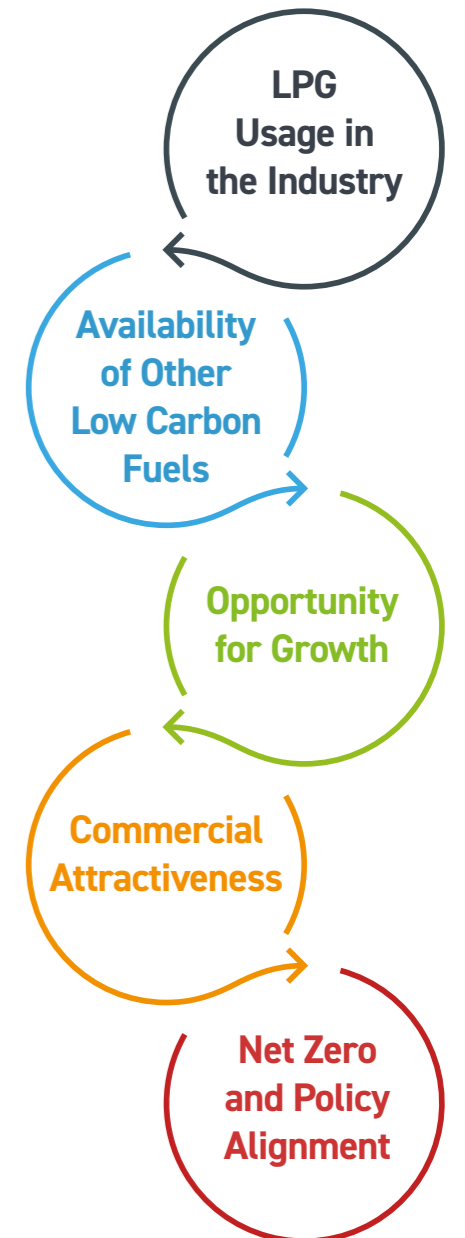 LPG
Usage in
the Industry
Availability
of Other
Low Carbon
Fuels
Opportunity
for Growth
Commercial
Attractiveness
Net Zero
and Policy
Alignment